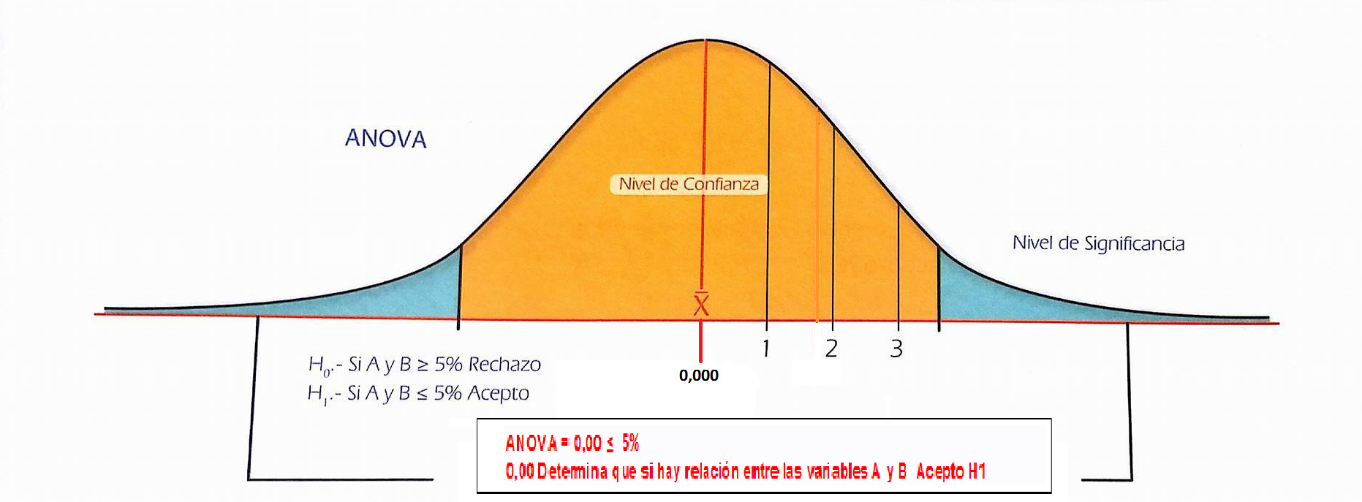 ANOVA
Nivel de Confianza
Nivel de Significancia
X̄
1 2 3
0,000
H₀.- Si A y B ≥ 5% Rechazo
H₁.- Si A y B ≤ 5% Acepto
ANOVA = 0,00 ≤ 5%
0,00 Determina que si hay relación entre las variables A y B Acepto H1